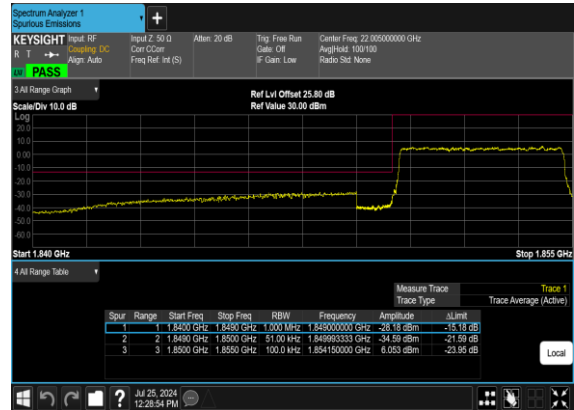 Spectrum Analyzer 1
Spurious Emissions
+
KEYSIGHT Input: RF Input Z: 50 Ω Atten: 20 dB Trig: Free Run Center Freq: 22.005000000 GHz
R T Coupling: DC Corr CCorr Gate: Off Avg|Hold: 100/100
Align: Auto Freq Ref: Int (S) IF Gain: Low Radio Std: None
PASS
3 All Range Graph
Ref Lvl Offset 25.80 dB
Scale/Div 10.0 dB Ref Value 30.00 dBm
Log
20.0
10.0
0.00
-10.0
-20.0
-30.0
-40.0
-50.0
-60.0
Start 1.840 GHz Stop 1.855 GHz
4 All Range Table
Measure Trace Trace 1
Trace Type Trace Average (Active)
Spur Range Start Freq Stop Freq RBW Frequency Amplitude ΔLimit
1 1 1.8400 GHz 1.8490 GHz 1.000 MHz 1.849000000 GHz -28.18 dBm -15.18 dB
2 2 1.8490 GHz 1.8500 GHz 51.00 kHz 1.849993333 GHz -34.59 dBm -21.59 dB
3 3 1.8500 GHz 1.8550 GHz 100.0 kHz 1.854150000 GHz 6.053 dBm -23.95 dB
Local
?
Jul 25, 2024
12:28:54 PM